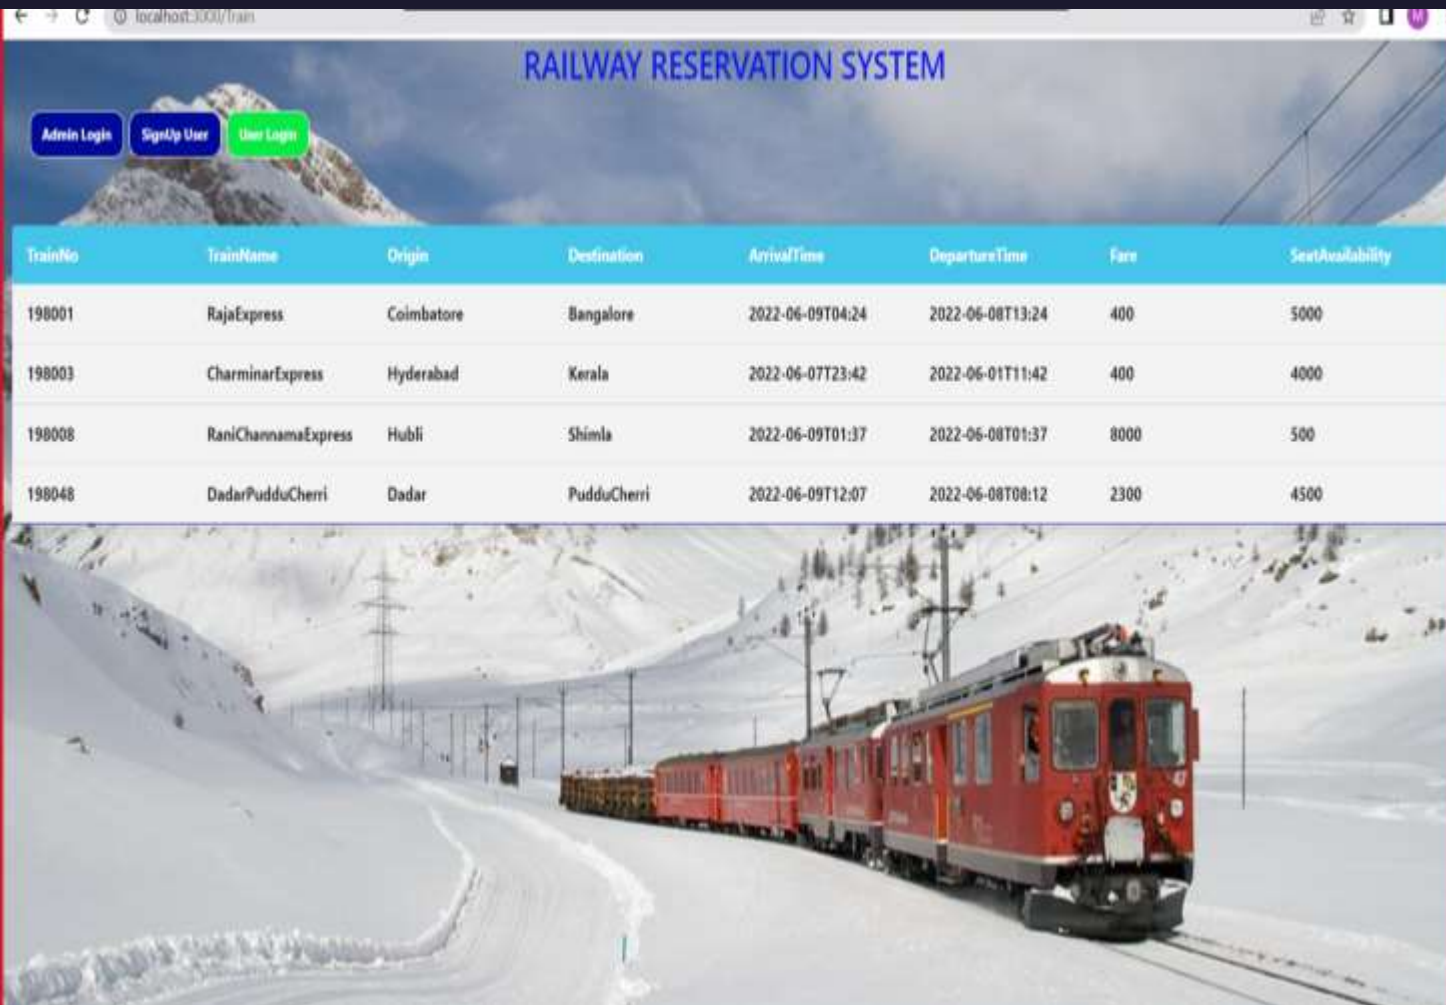 localhost:3000/Train
M
RAILWAY RESERVATION SYSTEM
Admin Login SignUp User User Login
TrainNo TrainName Origin Destination ArrivalTime DepartureTime Fare SeatAvailability
198001 RajaExpress Coimbatore Bangalore 2022-06-09T04:24 2022-06-08T13:24 400 5000
198003 CharminarExpress Hyderabad Kerala 2022-06-07T23:42 2022-06-01T11:42 400 4000
198008 RaniChannamaExpress Hubli Shimla 2022-06-09T01:37 2022-06-08T01:37 8000 500
198048 DadarPudduCherri Dadar PudduCherri 2022-06-09T12:07 2022-06-08T08:12 2300 4500